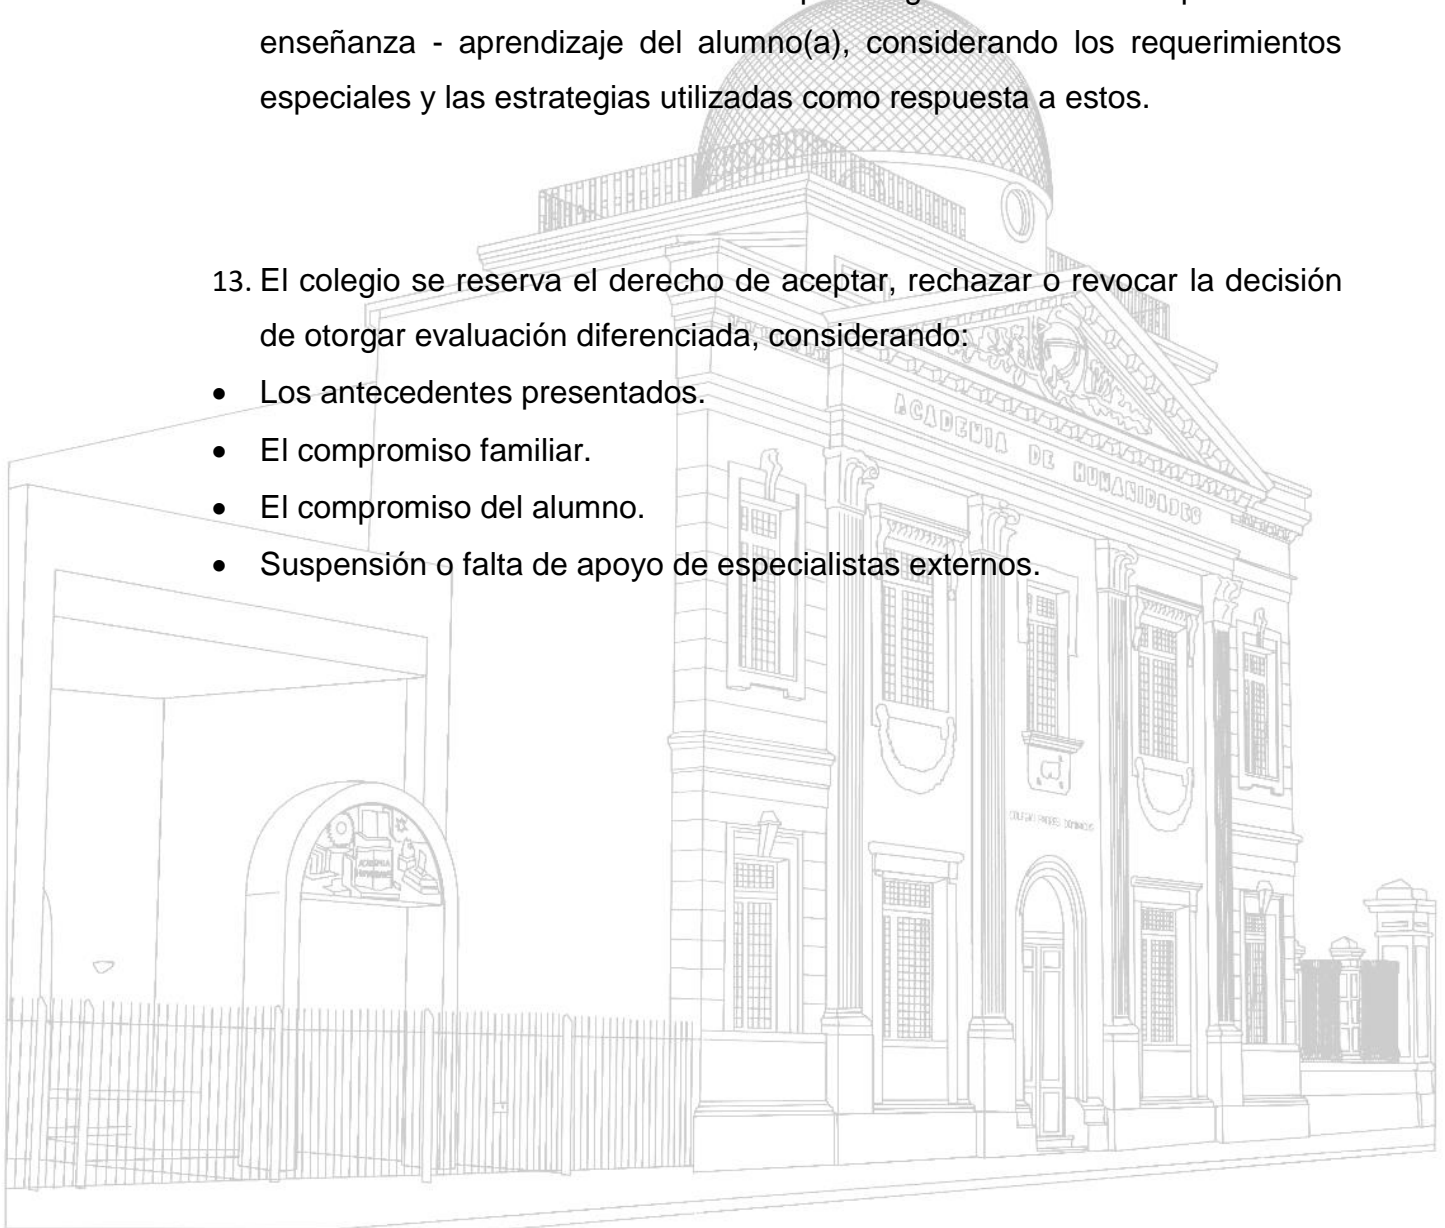 enseñanza - aprendizaje del alumno(a), considerando los requerimientos
especiales y las estrategias utilizadas como respuesta a estos.
13. El colegio se reserva el derecho de aceptar, rechazar o revocar la decisión
de otorgar evaluación diferenciada, considerando:
• Los antecedentes presentados.
• El compromiso familiar.
• El compromiso del alumno.
• Suspensión o falta de apoyo de especialistas externos.
ACADEMIA DE HUMANIDADES